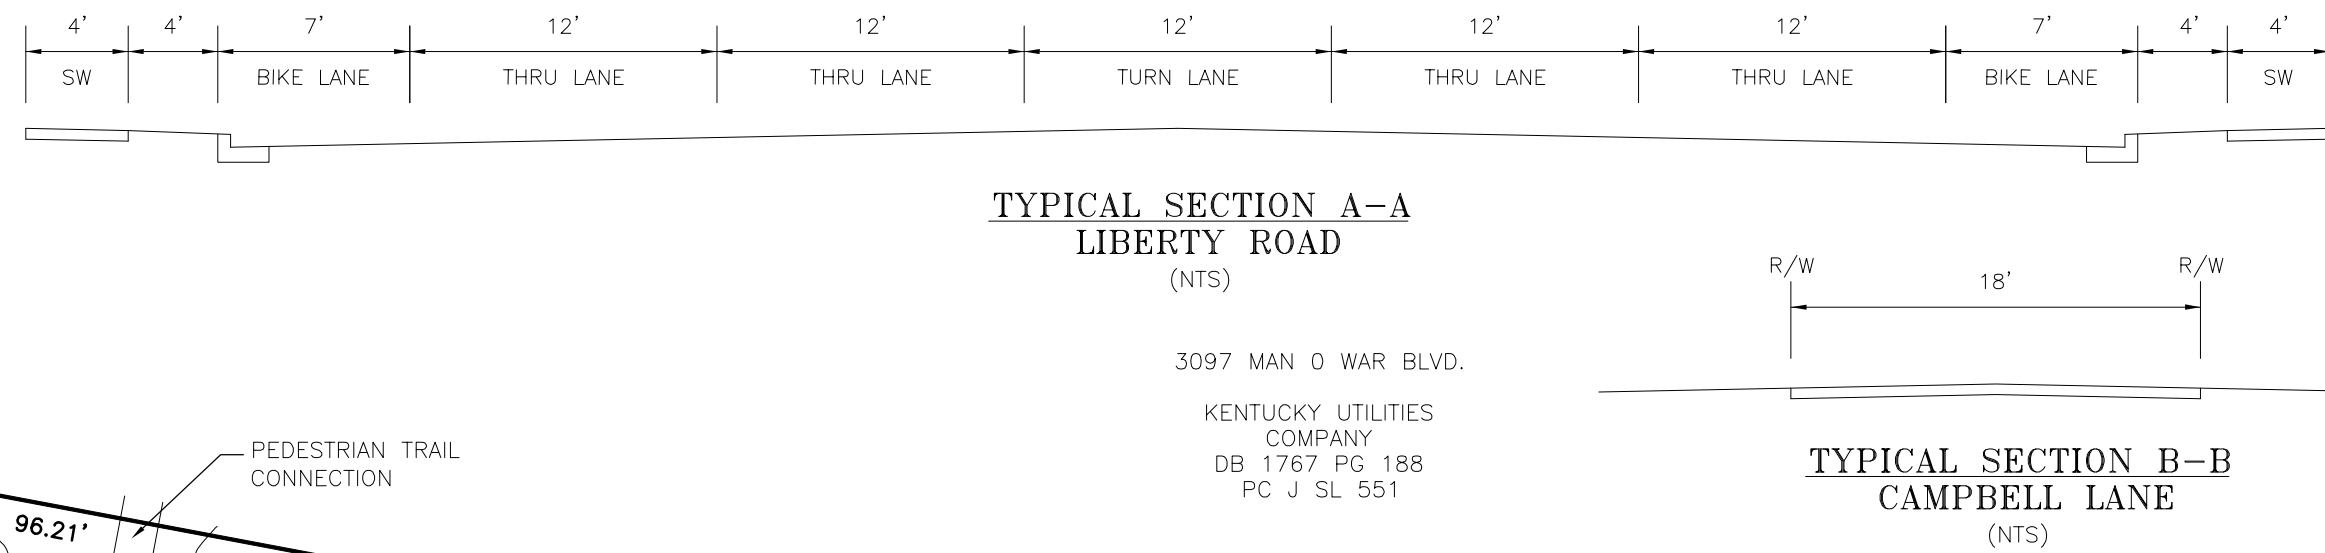 4' 4' 7' 12' 12' 12' 12' 12' 7' 4' 4'
SW BIKE LANE THRU LANE THRU LANE TURN LANE THRU LANE THRU LANE BIKE LANE SW
TYPICAL SECTION A-A
LIBERTY ROAD
(NTS)
R/W R/W
18'
3097 MAN O WAR BLVD.
KENTUCKY UTILITIES
COMPANY
DB 1767 PG 188
PC J SL 551
PEDESTRIAN TRAIL
CONNECTION
96.21'
TYPICAL SECTION B-B
CAMPBELL LANE
(NTS)